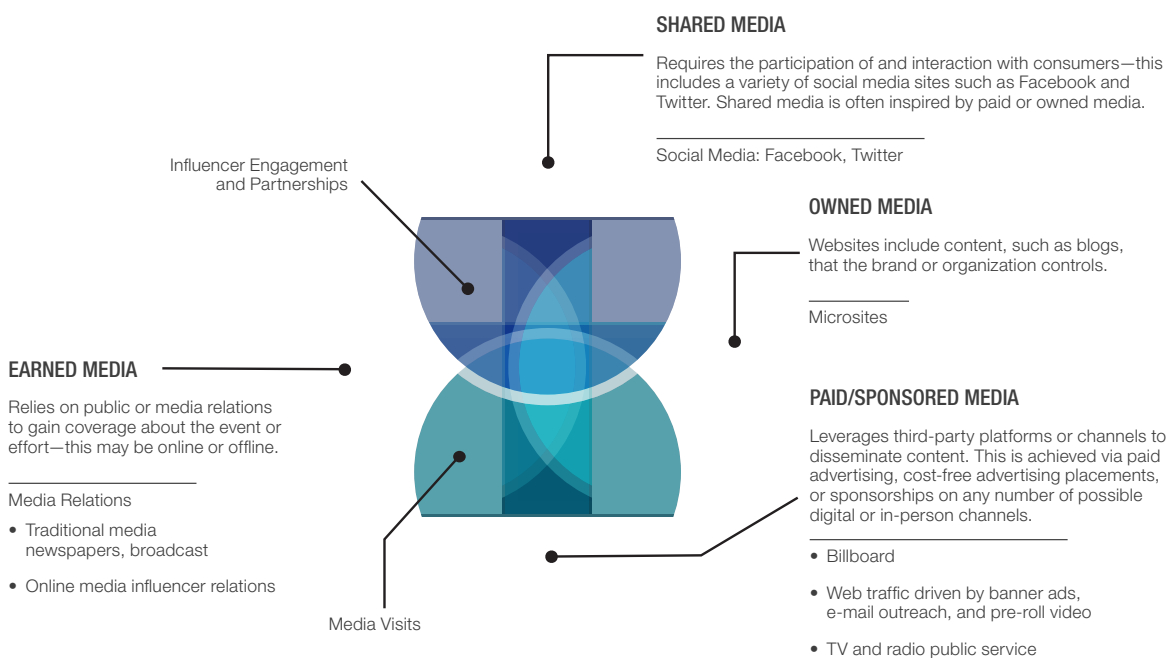 SHARED MEDIA
Requires the participation of and interaction with consumers—this
includes a variety of social media sites such as Facebook and
Twitter. Shared media is often inspired by paid or owned media.
Social Media: Facebook, Twitter
Influencer Engagement
and Partnerships
OWNED MEDIA
Websites include content, such as blogs,
that the brand or organization controls.
Microsites
EARNED MEDIA
Relies on public or media relations
to gain coverage about the event or
effort—this may be online or offline.
Media Relations
• Traditional media
newspapers, broadcast
• Online media influencer relations
Media Visits
PAID/SPONSORED MEDIA
Leverages third-party platforms or channels to
disseminate content. This is achieved via paid
advertising, cost-free advertising placements,
or sponsorships on any number of possible
digital or in-person channels.
• Billboard
• Web traffic driven by banner ads,
e-mail outreach, and pre-roll video
• TV and radio public service